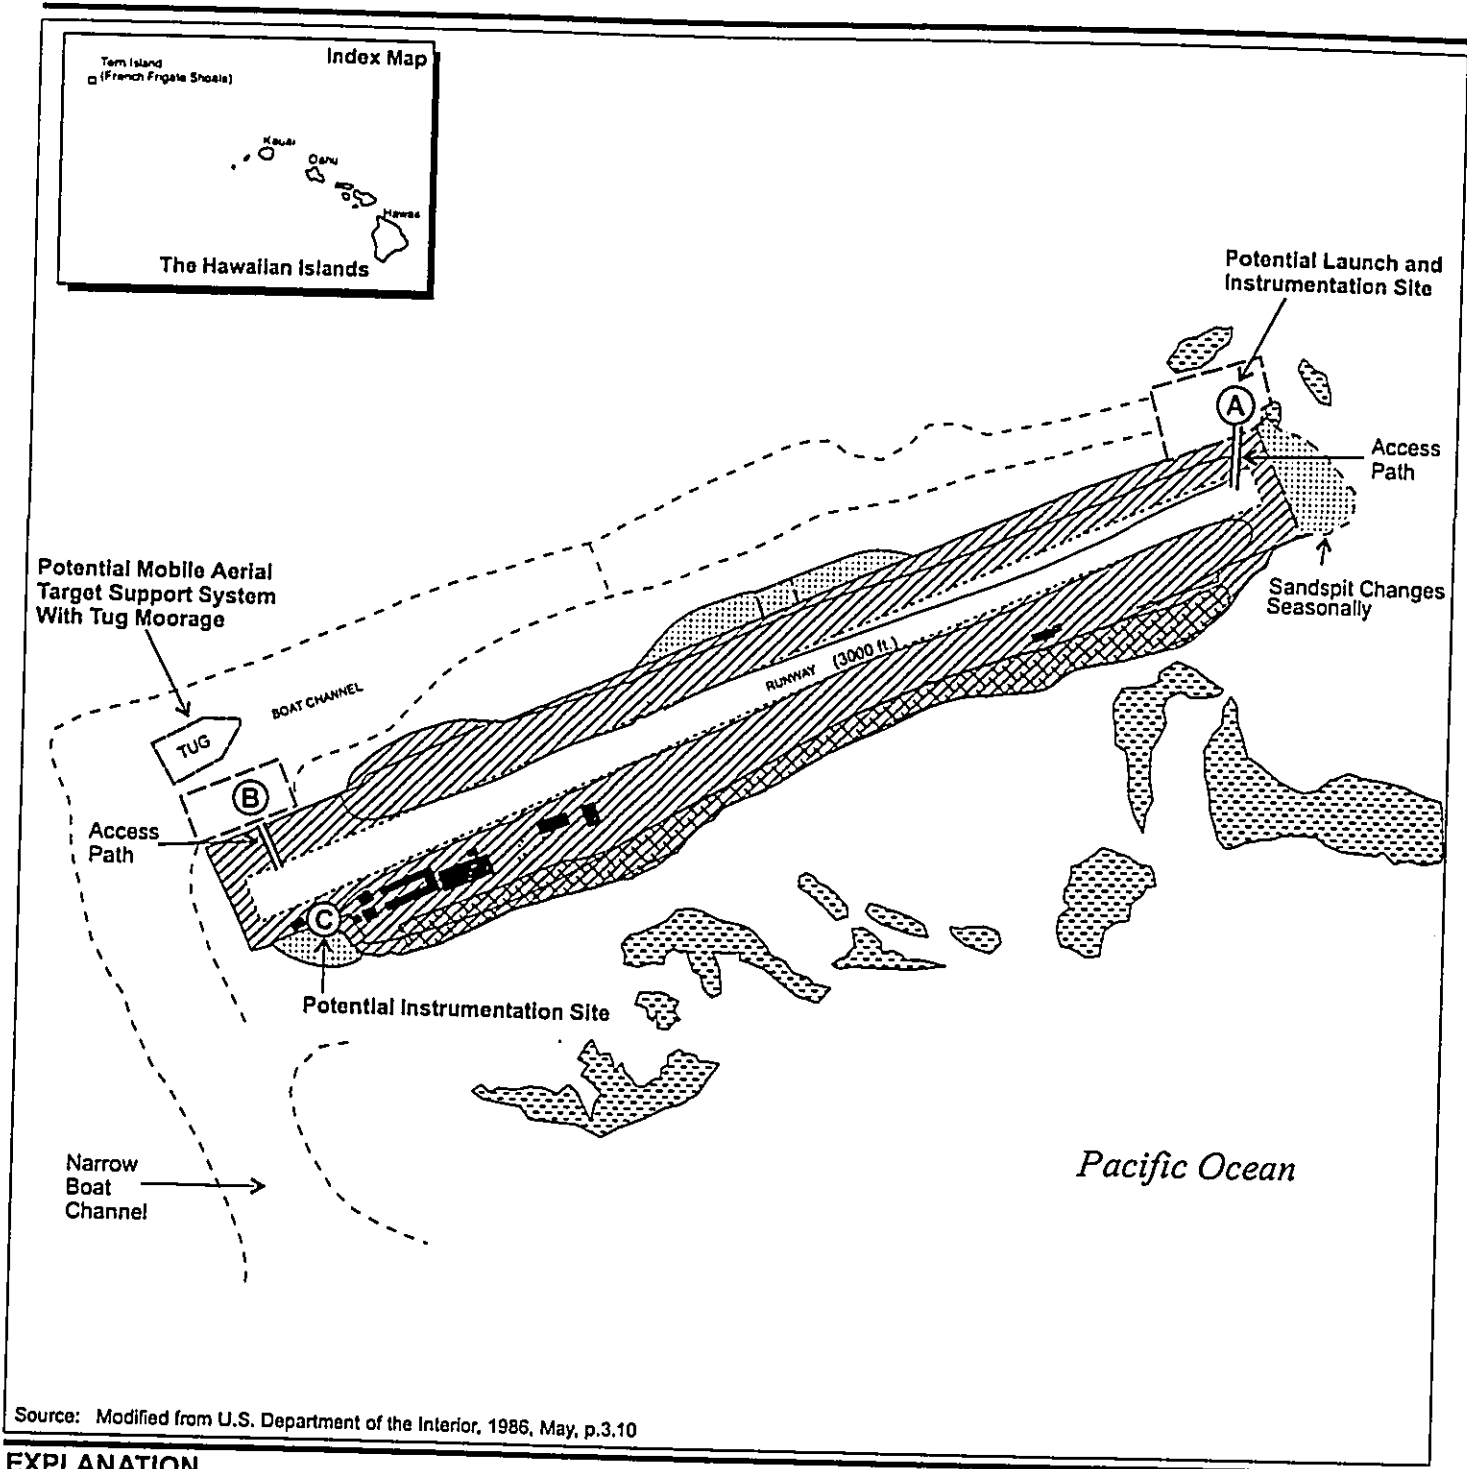 Index Map
Tern Island
(French Frigate Shoals)
Kauai
Oahu
Hawaii
The Hawaiian Islands
Potential Launch and
Instrumentation Site
A
Access
Path
Sandspit Changes
Seasonally
Potential Mobile Aerial
Target Support System
With Tug Moorage
BOAT CHANNEL
RUNWAY (3000 ft.)
TUG
B
Access
Path
C
Potential Instrumentation Site
Narrow
Boat
Channel
Pacific Ocean
Source: Modified from U.S. Department of the Interior, 1986, May, p.3.10
EXPLANATION